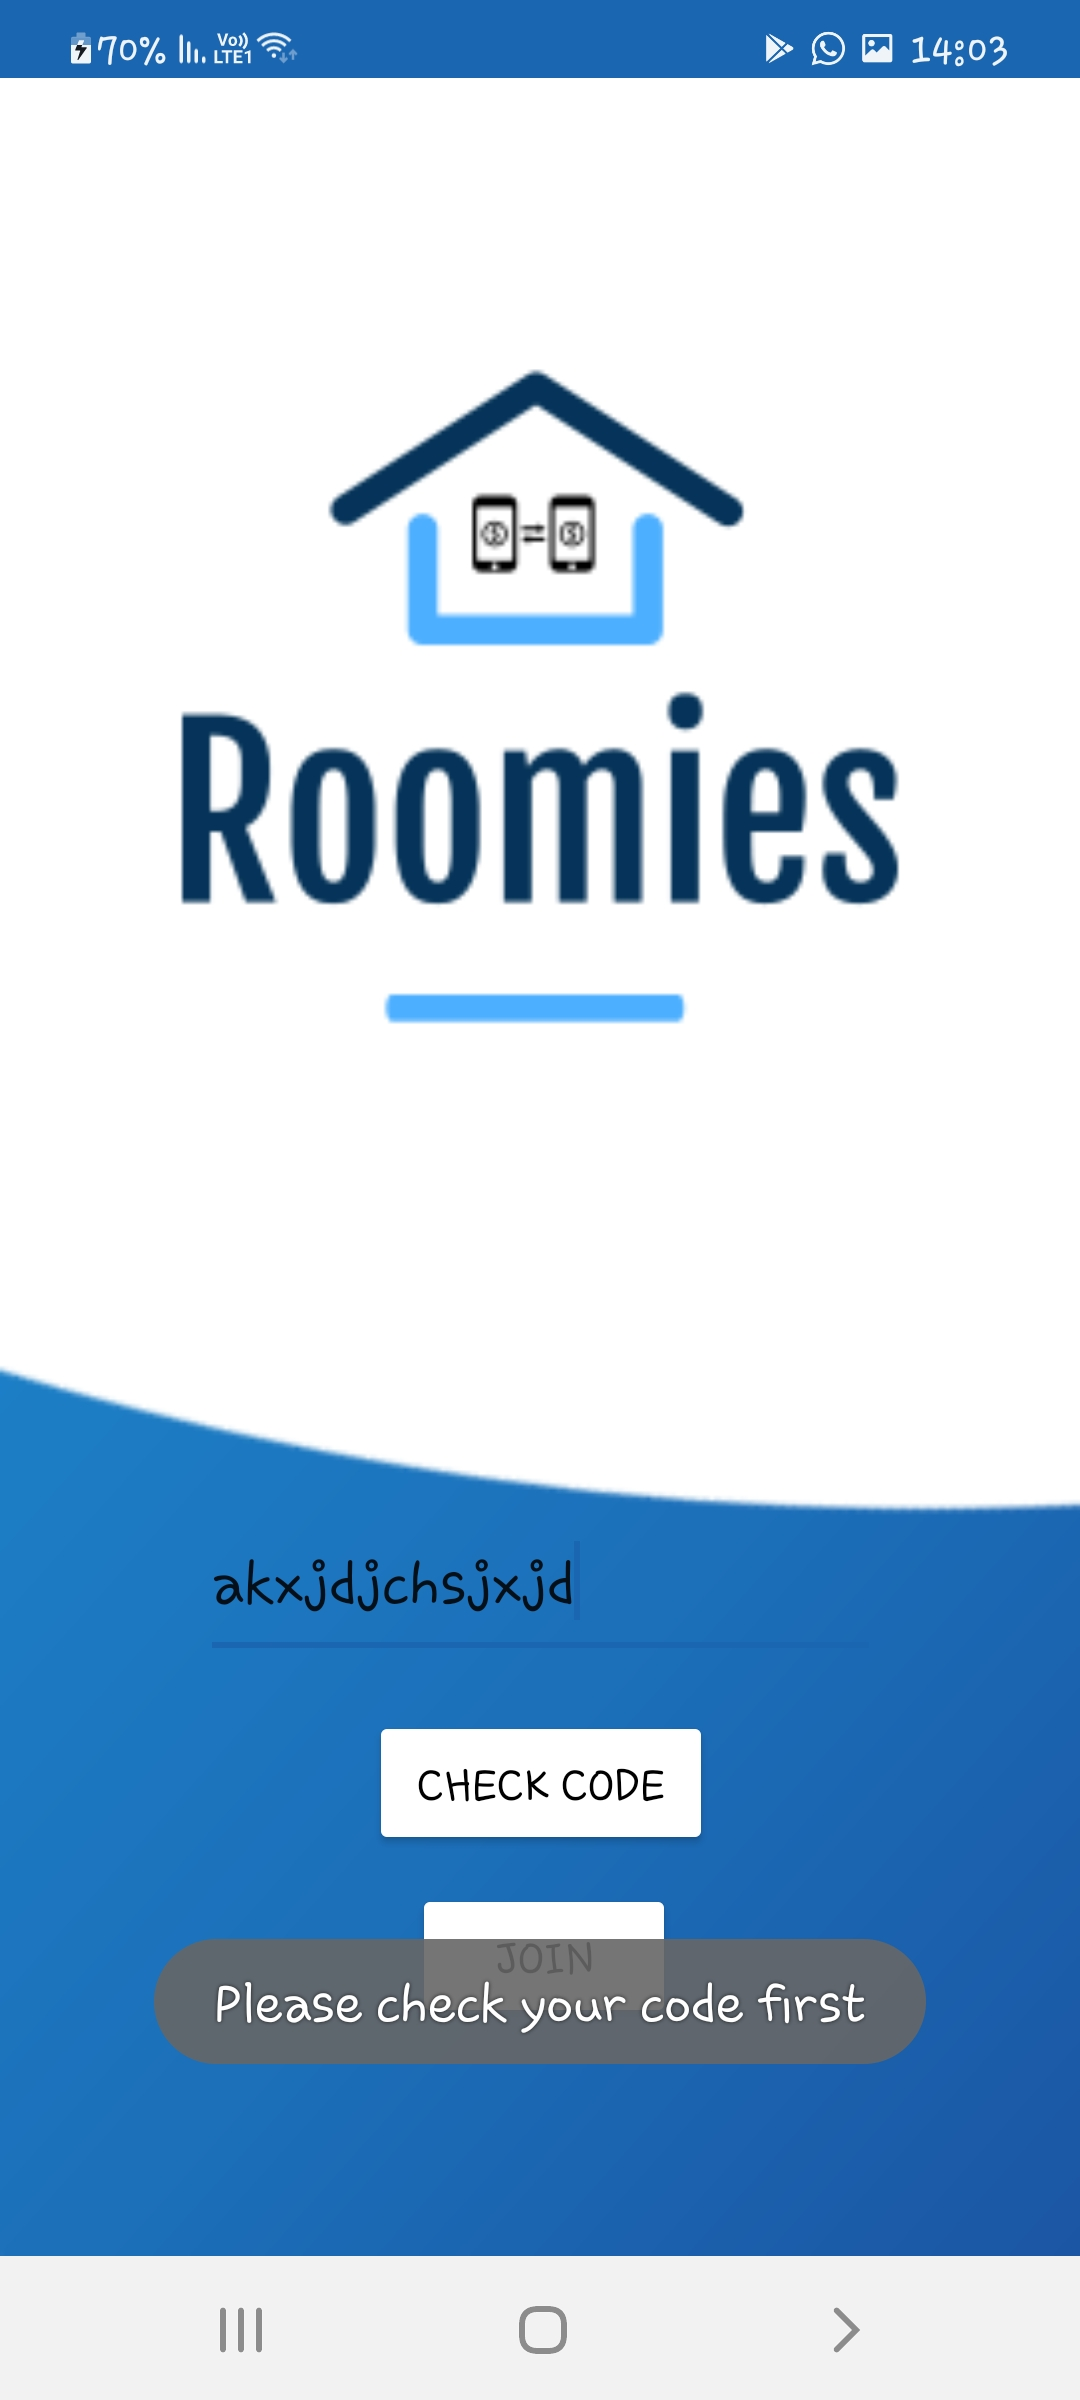 70% Vo)) LTE1 14:03
Roomies
akxjdjchsjxjd
CHECK CODE
JOIN
Please check your code first